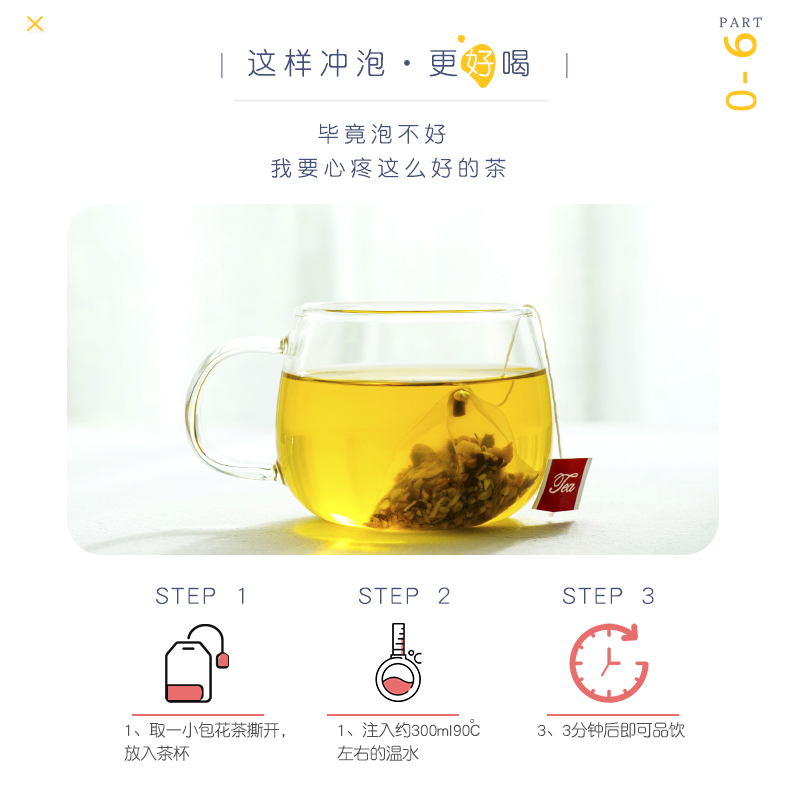 PART
0-6
这样冲泡·更好喝
毕竟泡不好
我要心疼这么好的茶
Tea
STEP 1
STEP 2
STEP 3
℃
1、取一小包花茶撕开，
放入茶杯
1、注入约300ml90℃
左右的温水
3、3分钟后即可品饮